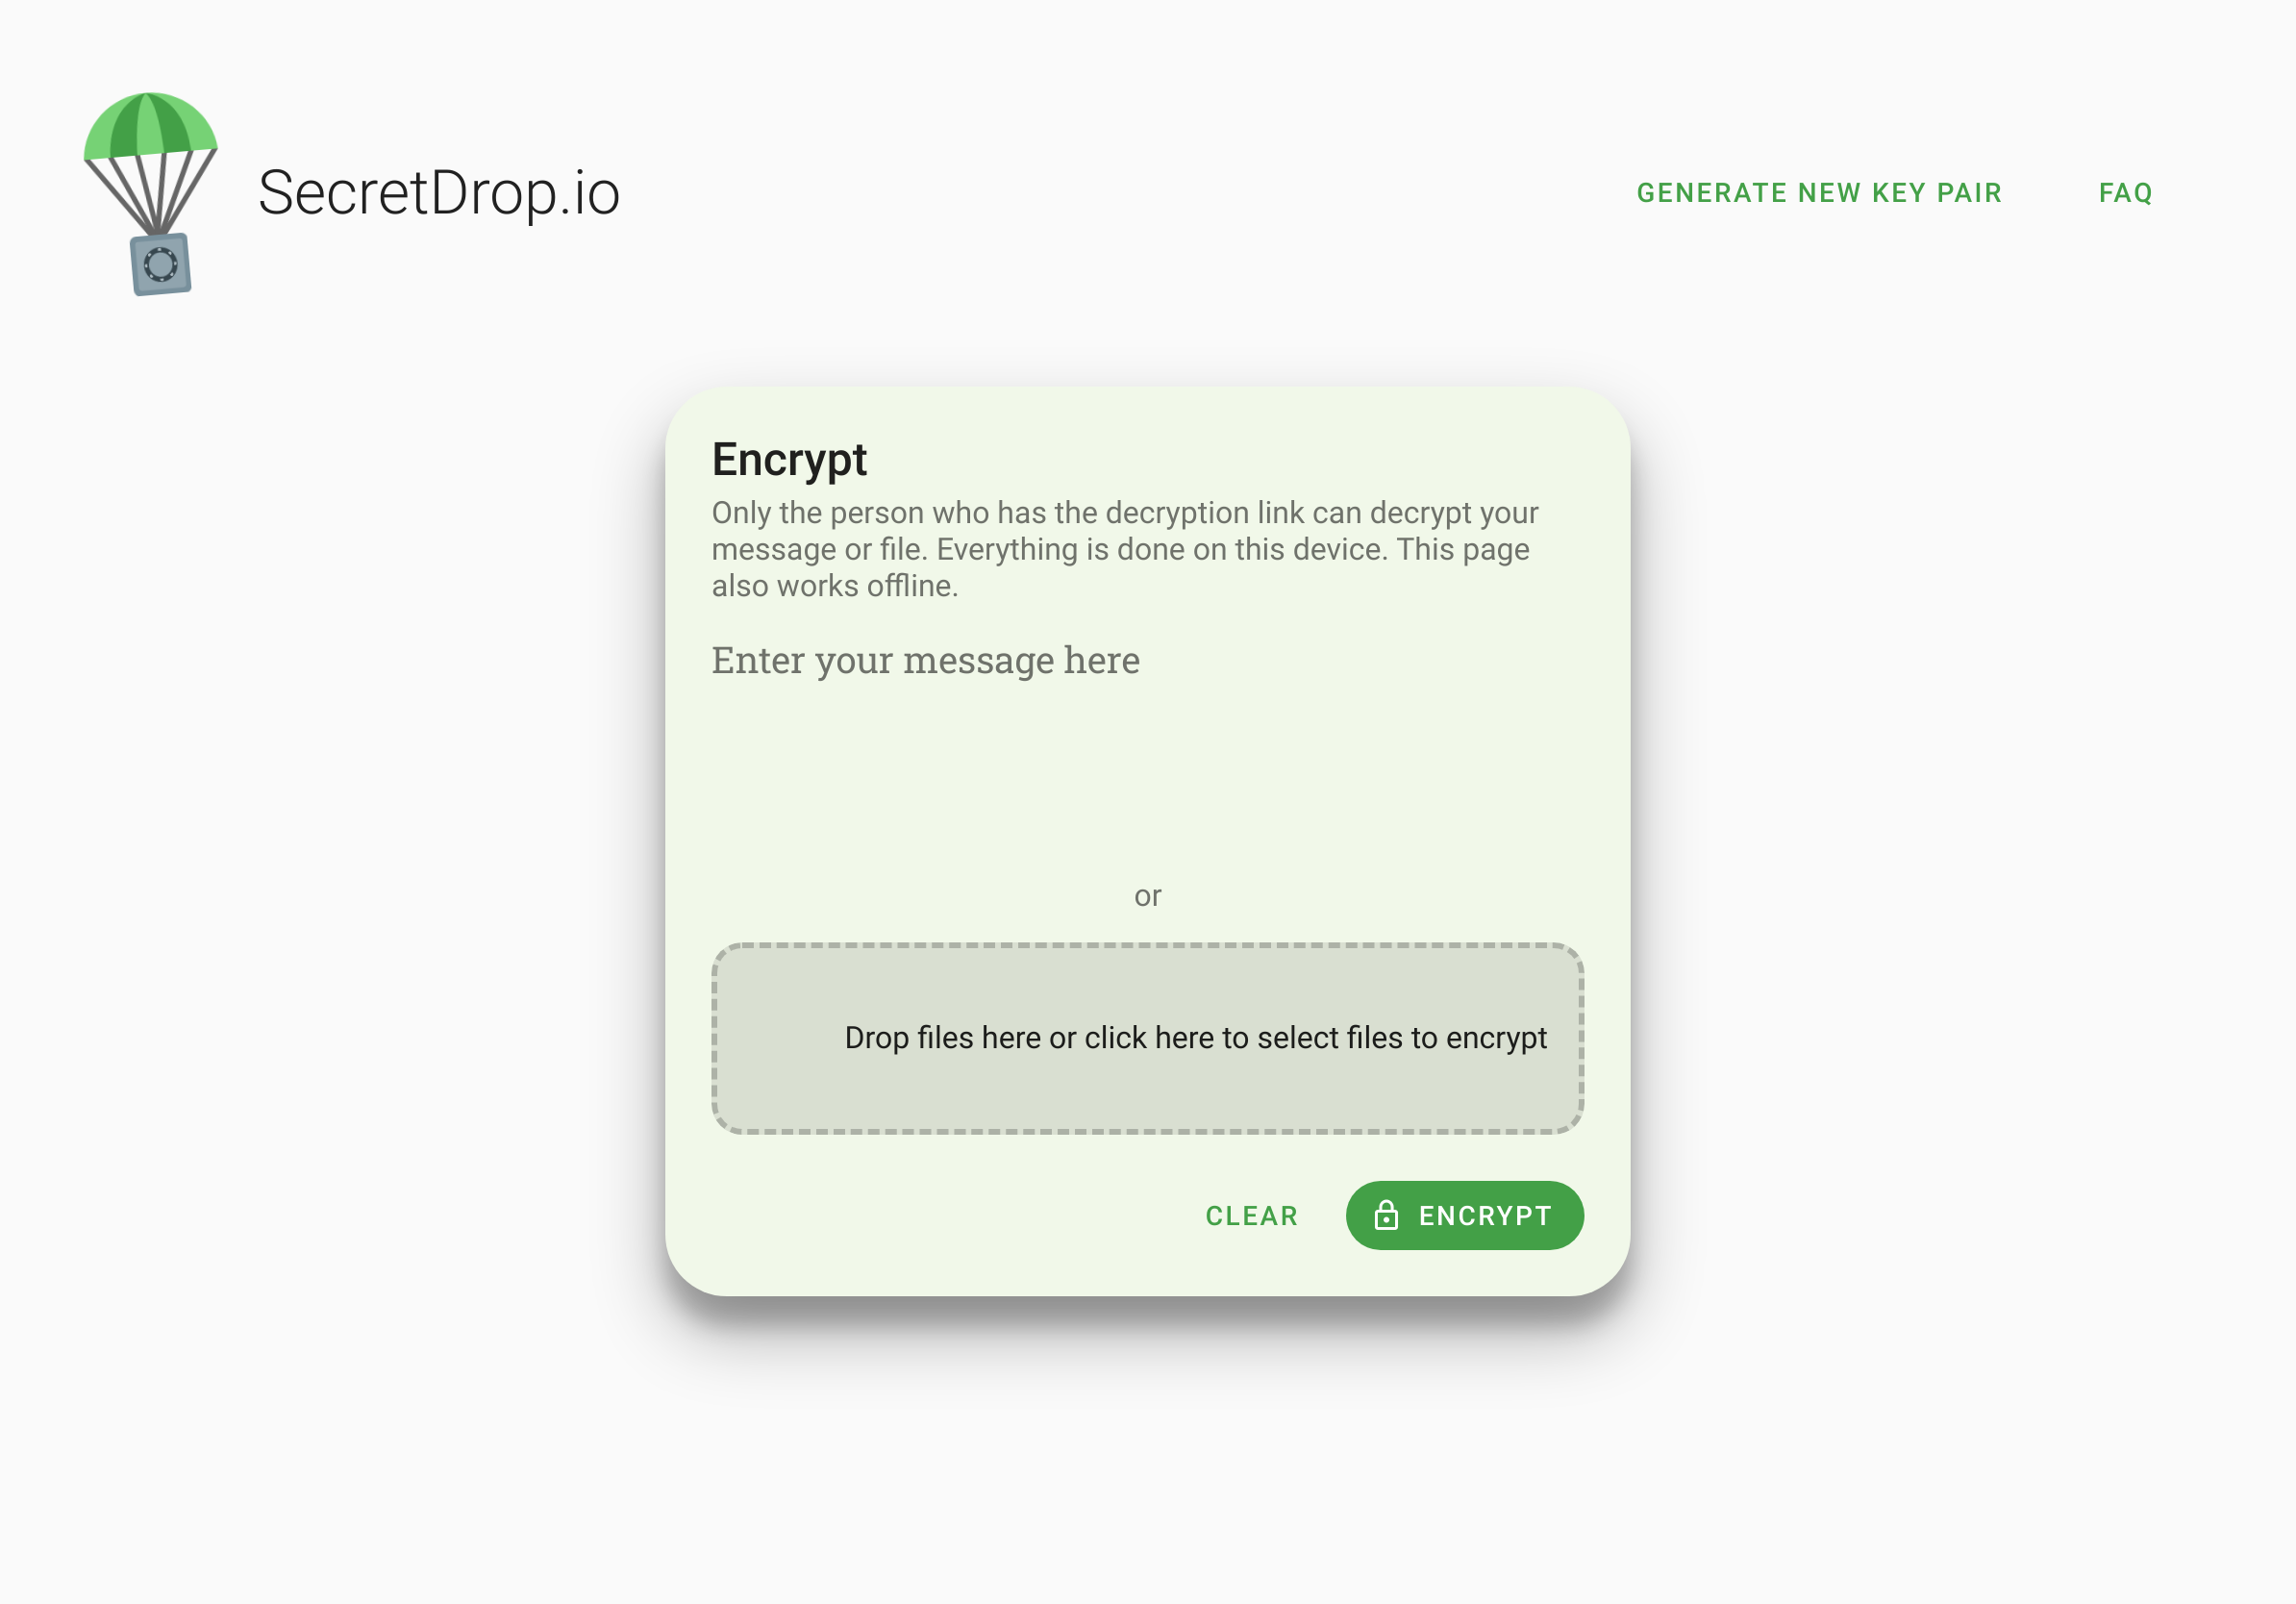 SecretDrop.io
GENERATE NEW KEY PAIR
FAQ
Encrypt
Only the person who has the decryption link can decrypt your
message or file. Everything is done on this device. This page
also works offline.
Enter your message here
or
Drop files here or click here to select files to encrypt
CLEAR
ENCRYPT